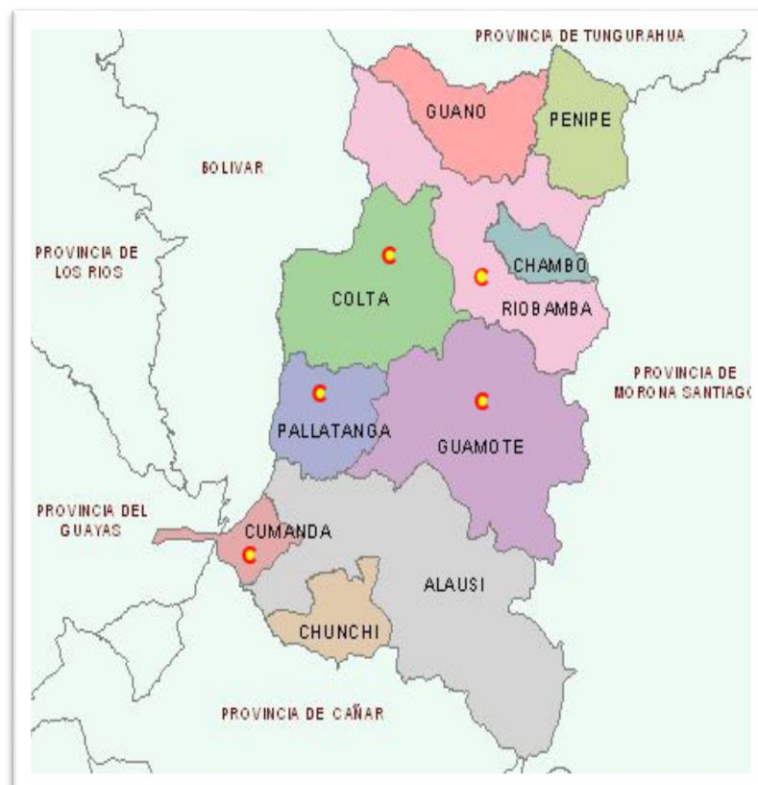 PROVINCIA DE TUNGURAHUA
GUANO
PENIPE
BOLIVAR
PROVINCIA DE
LOS RIOS
C
COLTA
C
CHAMBO
RIOBAMBA
PROVINCIA DE
MORONA SANTIAGO
C
PALLATANGA
C
GUAMOTE
PROVINCIA DEL
GUAYAS
CUMANDA
C
ALAUSI
CHUNCHI
PROVINCIA DE CAÑAR